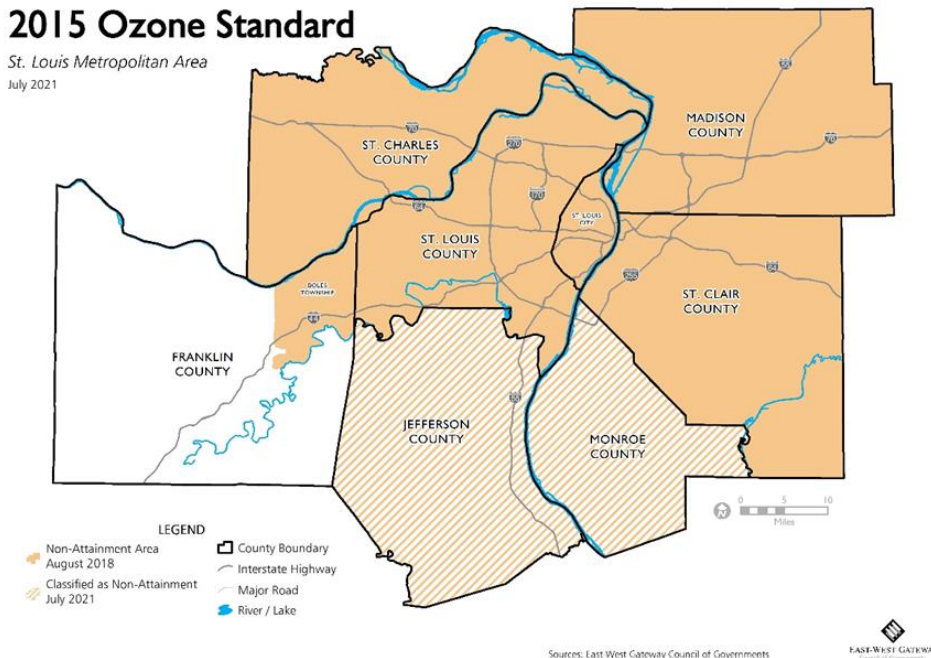 2015 Ozone Standard
St. Louis Metropolitan Area
July 2021
ST. CHARLES
COUNTY
MADISON
COUNTY
ST. LOUIS
COUNTY
ST. LOUIS
CITY
ST. CLAIR
COUNTY
BOLES
TOWNSHIP
FRANKLIN
COUNTY
JEFFERSON
COUNTY
MONROE
COUNTY
70
270
55
70
170
64
255
64
44
55
N
0 5 10
Miles
LEGEND
Non-Attainment Area
August 2018
Classified as Non-Attainment
July 2021
County Boundary
Interstate Highway
Major Road
River / Lake
Sources: East West Gateway Council of Governments
EAST-WEST GATEWA